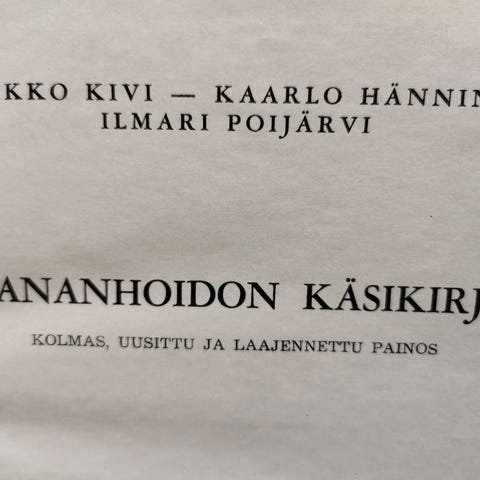 KKO KIVI — KAARLO HÄNNIN
ILMARI POIJÄRVI
ANANHOIDON KÄSIKIRJ
KOLMAS, UUSITTU JA LAAJENNETTU PAINOS